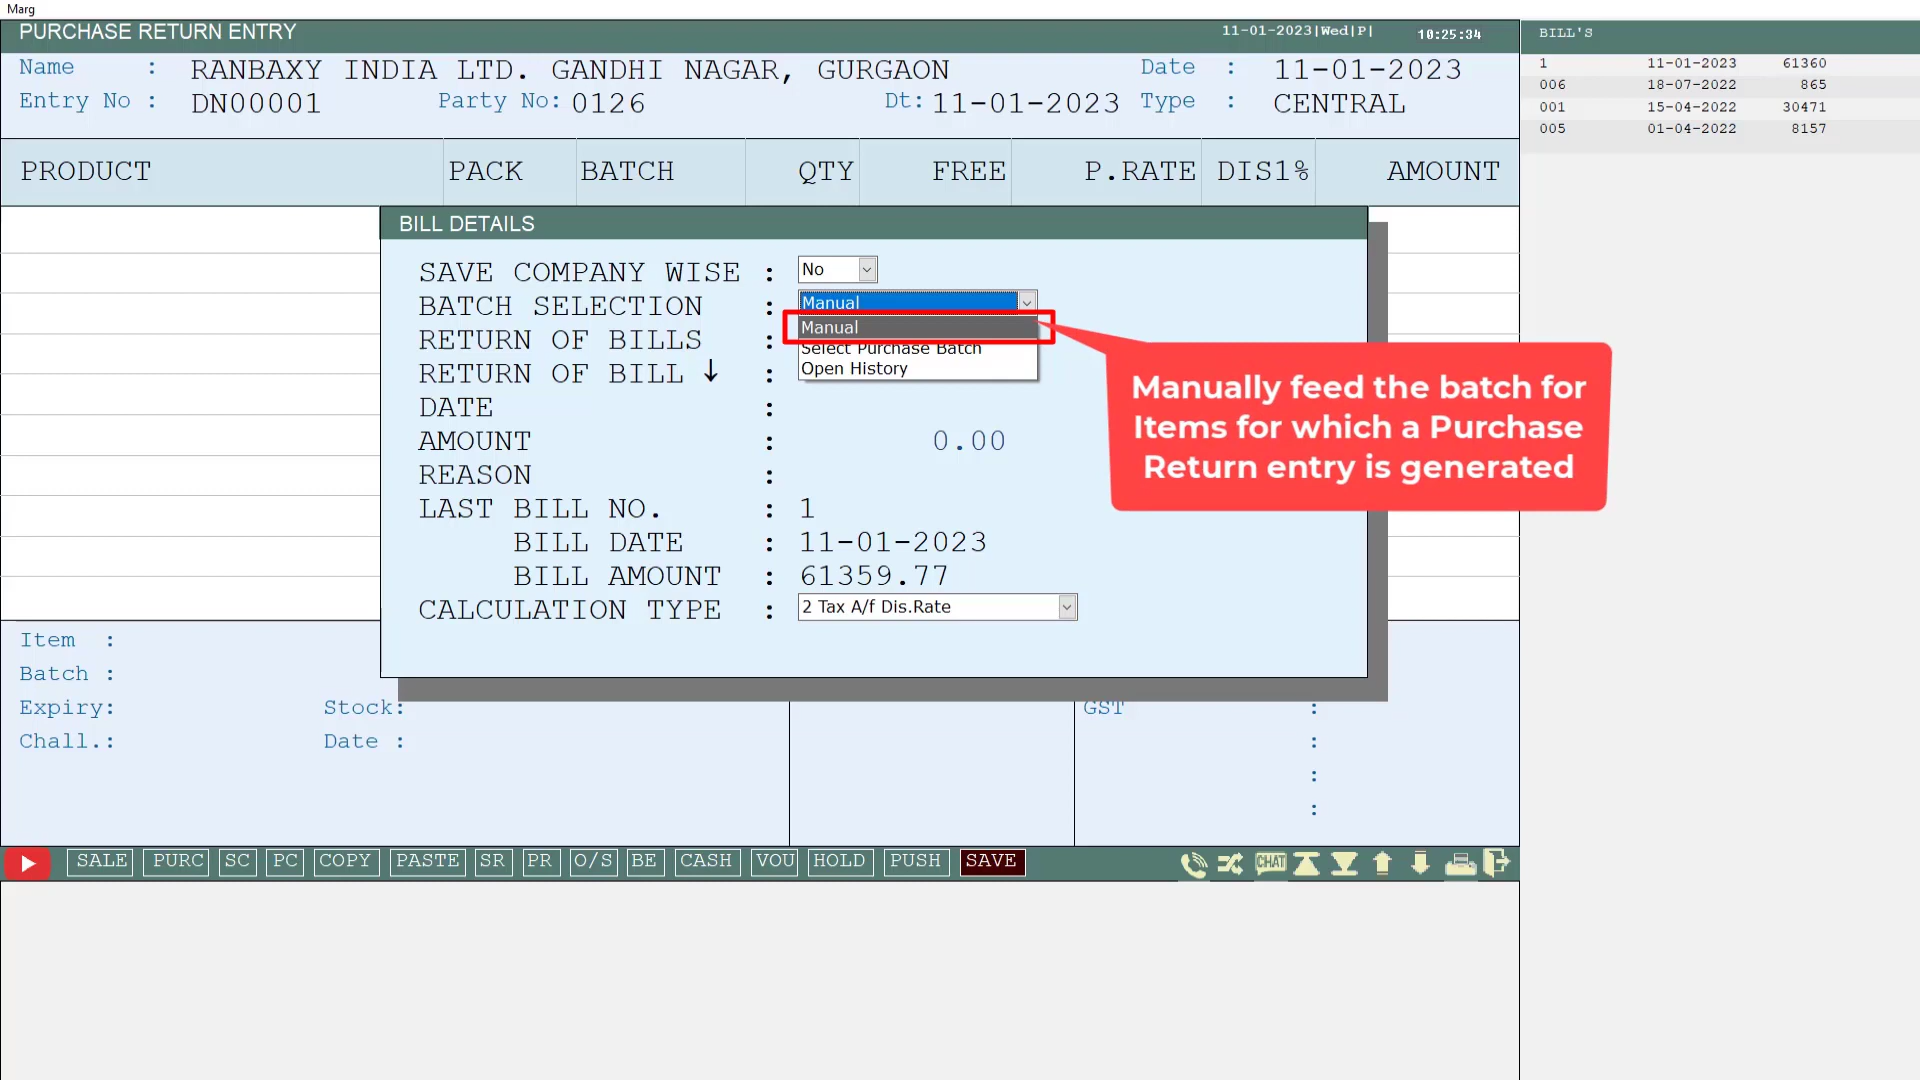 Marg
PURCHASE RETURN ENTRY 11-01-2023|Wed|P| 10:25:34 BILL'S
Name : RANBAXY INDIA LTD. GANDHI NAGAR, GURGAON Date : 11-01-2023
Entry No : DN00001 Party No: 0126 Dt: 11-01-2023 Type : CENTRAL
1 11-01-2023 61360
006 18-07-2022 865
001 15-04-2022 30471
005 01-04-2022 8157
PRODUCT PACK BATCH QTY FREE P.RATE DIS1% AMOUNT
BILL DETAILS
SAVE COMPANY WISE : No
BATCH SELECTION : Manual
Manual
Select Purchase Batch
Open History
RETURN OF BILLS :
RETURN OF BILL ↓ :
DATE :
AMOUNT : 0.00
REASON :
LAST BILL NO. : 1
BILL DATE : 11-01-2023
BILL AMOUNT : 61359.77
CALCULATION TYPE : 2 Tax A/f Dis.Rate
Manually feed the batch for
Items for which a Purchase
Return entry is generated
Item :
Batch :
Expiry: Stock: GST :
Chall.: Date : :
:
:
SALE PURC SC PC COPY PASTE SR PR O/S BE CASH VOU HOLD PUSH SAVE CHAT